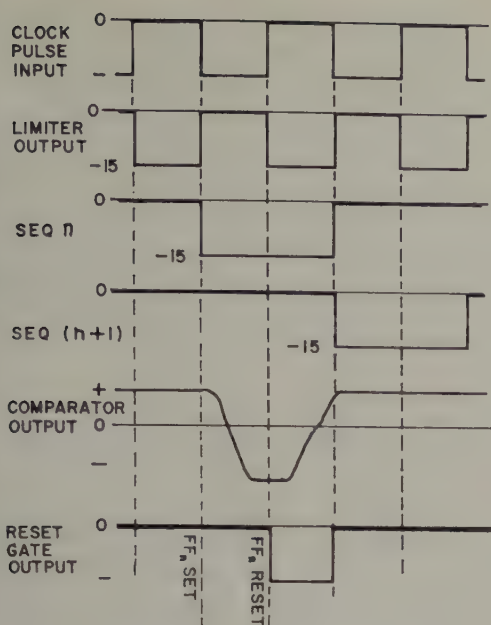 0
CLOCK
PULSE
INPUT
–
0
LIMITER
OUTPUT
-15
0
SEQ n
-15
0
SEQ (n+1)
-15
+
COMPARATOR
OUTPUT
0
–
0
RESET
GATE
OUTPUT
–
FFn SET
FFn RESET